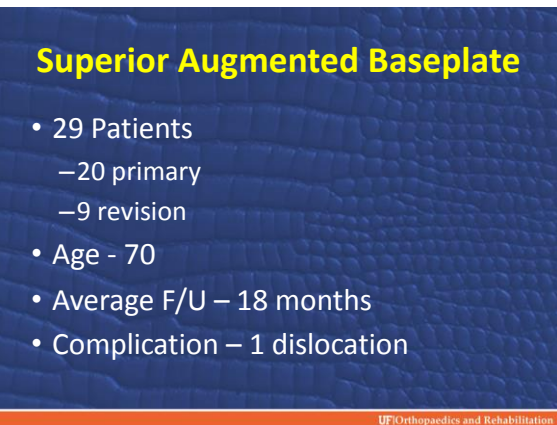 Superior Augmented Baseplate
• 29 Patients
–20 primary
–9 revision
• Age - 70
• Average F/U – 18 months
• Complication – 1 dislocation
UF|Orthopaedics and Rehabilitation